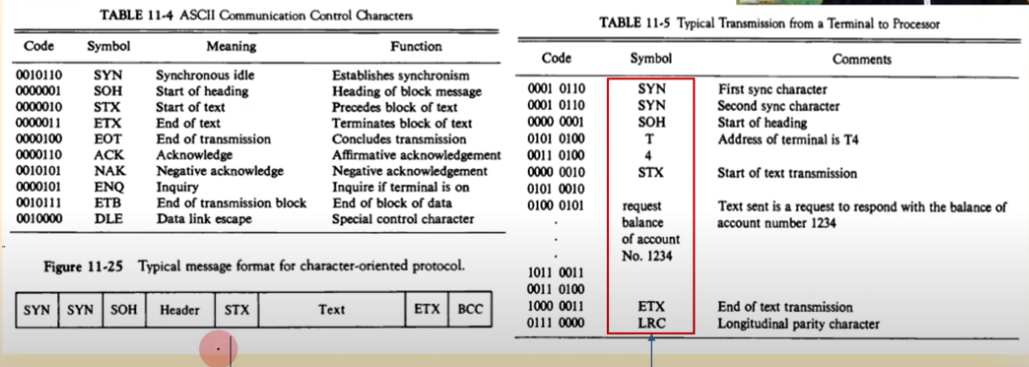 TABLE 11-4 ASCII Communication Control Characters
Code Symbol Meaning Function
0010110 SYN Synchronous idle Establishes synchronism
0000001 SOH Start of heading Heading of block message
0000010 STX Start of text Precedes block of text
0000011 ETX End of text Terminates block of text
0000100 EOT End of transmission Concludes transmission
0000110 ACK Acknowledge Affirmative acknowledgement
0010101 NAK Negative acknowledge Negative acknowledgement
0000101 ENQ Inquiry Inquire if terminal is on
0010111 ETB End of transmission block End of block of data
0010000 DLE Data link escape Special control character
Figure 11-25 Typical message format for character-oriented protocol.
SYN SYN SOH Header STX Text ETX BCC
TABLE 11-5 Typical Transmission from a Terminal to Processor
Code Symbol Comments
0001 0110 SYN First sync character
0001 0110 SYN Second sync character
0000 0001 SOH Start of heading
0101 0100 T Address of terminal is T4
0011 0100 4
0000 0010 STX Start of text transmission
0101 0010
0100 0101 request Text sent is a request to respond with the balance of
. balance account number 1234
. of account
. No. 1234
1011 0011
0011 0100
1000 0011 ETX End of text transmission
0111 0000 LRC Longitudinal parity character